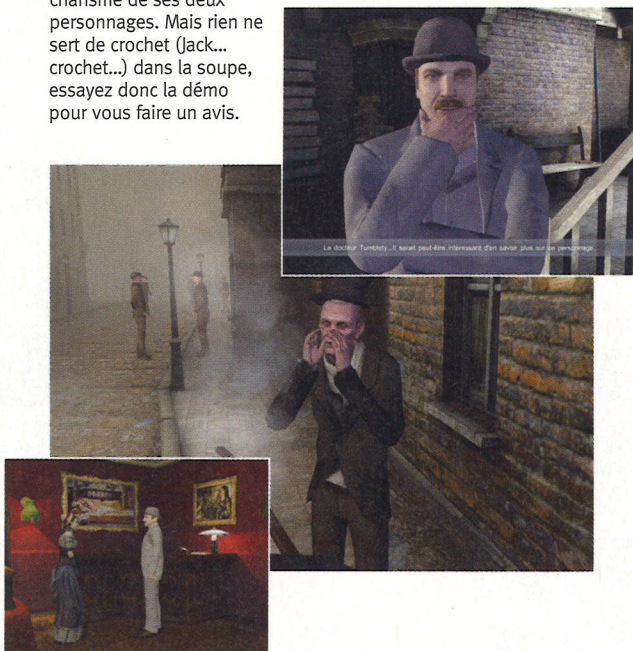 charisme de ses deux
personnages. Mais rien ne
sert de crochet (Jack...
crochet...) dans la soupe,
essayez donc la démo
pour vous faire un avis.
Le docteur Tumblety...Il serait peut-être intéressant d'en savoir plus sur ce personnage...